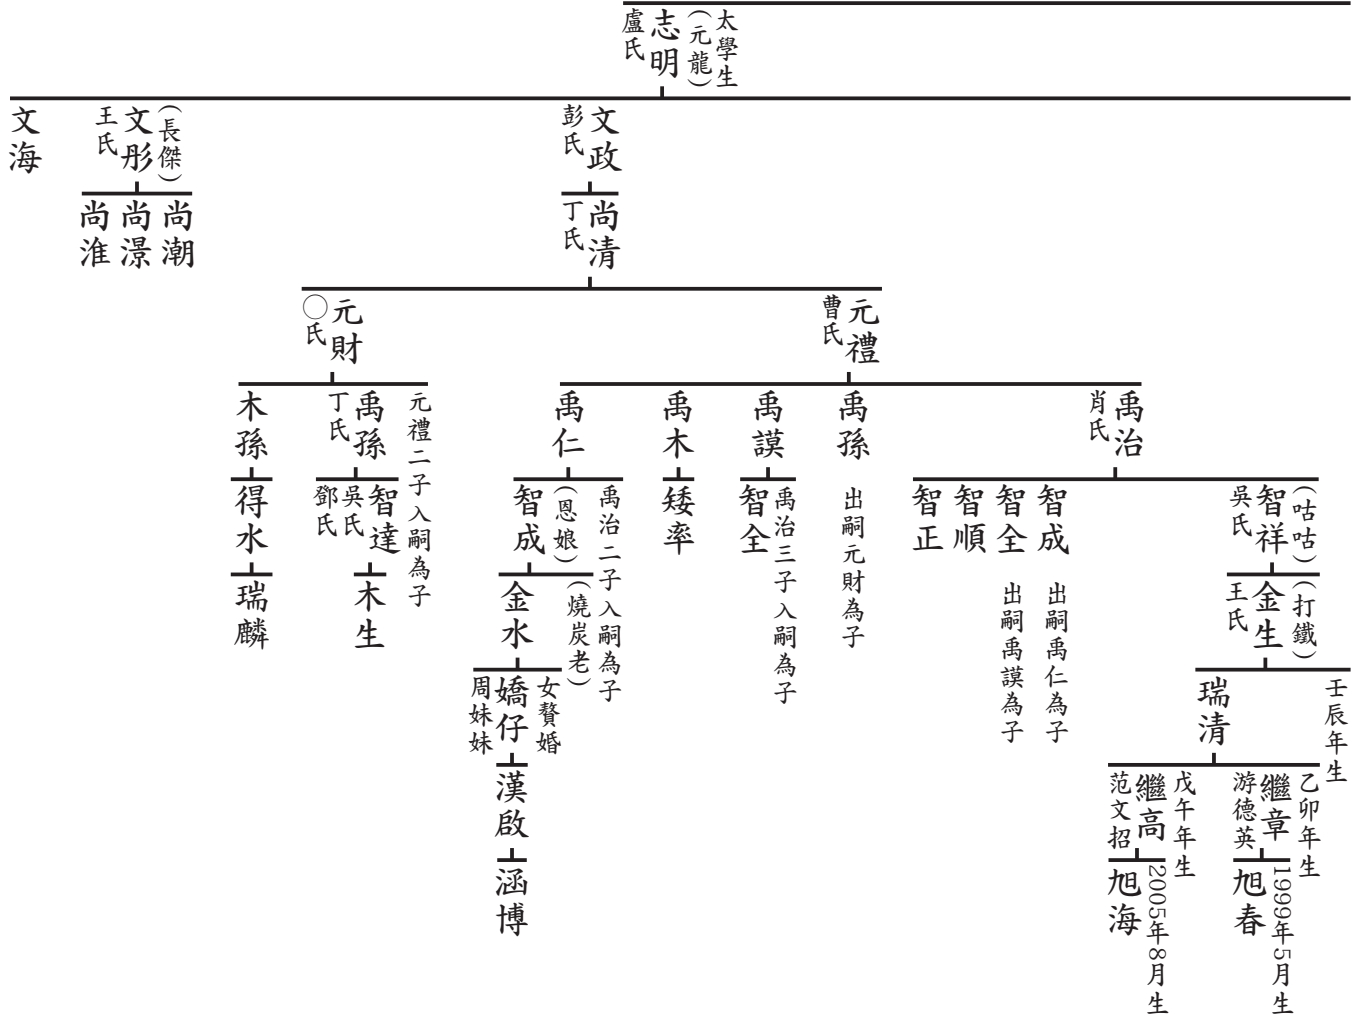 太學生
(元龍)
志明
盧氏
文政
彭氏
(長傑)
文彤
王氏
文海
尚清
丁氏
尚潮
尚澋
尚淮
元禮
曹氏
元財
○氏
禹治
肖氏
禹孫
出嗣元財為子
禹謨
禹木
禹仁
元禮二子入嗣為子
禹孫
丁氏
木孫
(咕咕)
智祥
吳氏
智成
出嗣禹仁為子
智全
出嗣禹謨為子
智順
智正
禹治三子入嗣為子
智全
矮率
禹治二子入嗣為子
(恩娘)
智成
智達
吳氏
鄧氏
得水
(打鐵)
金生
王氏
(燒炭老)
金水
木生
瑞麟
壬辰年生
瑞清
女贅婚
嬌仔
周妹妹
乙卯年生
繼章
游德英
戊午年生
繼高
范文招
漢啟
1999年5月生
旭春
2005年8月生
旭海
涵博